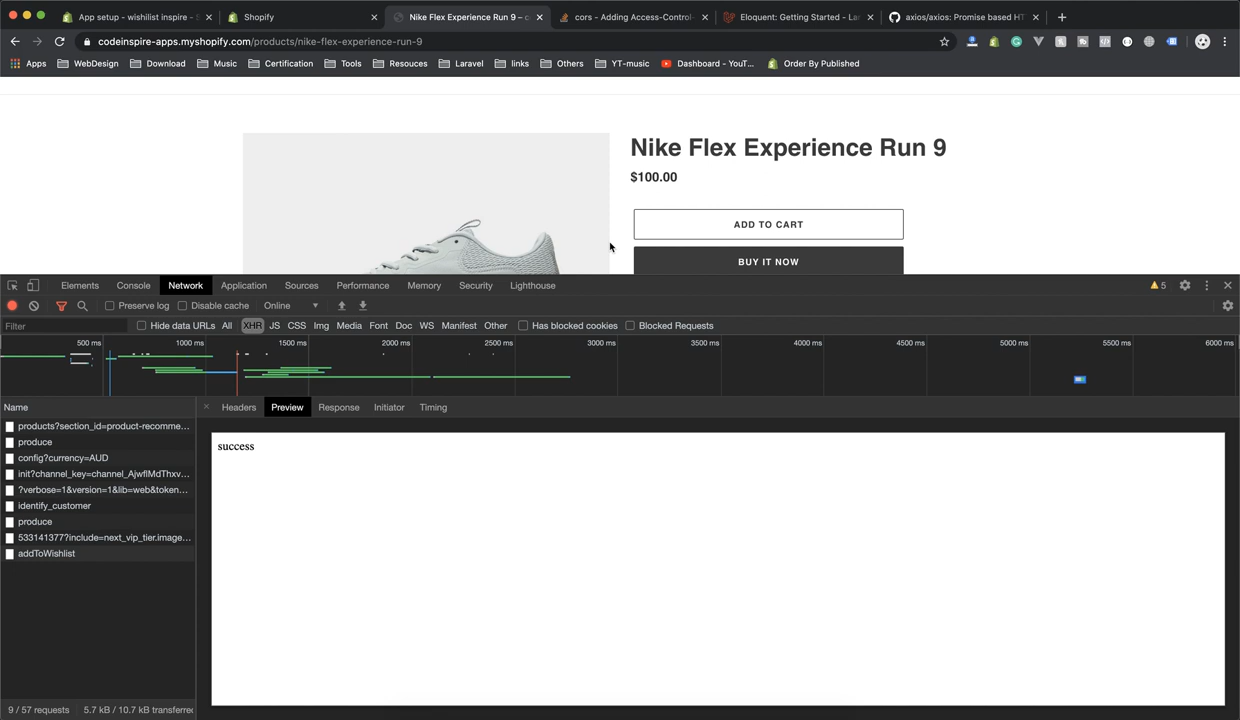 App setup - wishlist inspire - S
Shopify
Nike Flex Experience Run 9 – c
cors - Adding Access-Control-
Eloquent: Getting Started - La
axios/axios: Promise based HT
codeinspire-apps.myshopify.com/products/nike-flex-experience-run-9
Apps WebDesign Download Music Certification Tools Resouces Laravel links Others YT-music Dashboard - YouT... Order By Published
Nike Flex Experience Run 9
$100.00
ADD TO CART
BUY IT NOW
Elements Console Network Application Sources Performance Memory Security Lighthouse 5
Preserve log Disable cache Online
Filter Hide data URLs All XHR JS CSS Img Media Font Doc WS Manifest Other Has blocked cookies Blocked Requests
500 ms 1000 ms 1500 ms 2000 ms 2500 ms 3000 ms 3500 ms 4000 ms 4500 ms 5000 ms 5500 ms 6000 ms
Name Headers Preview Response Initiator Timing
products?section_id=product-recomme...
produce
config?currency=AUD
init?channel_key=channel_AjwflMdThxv...
?verbose=1&version=1&lib=web&token...
identify_customer
produce
533141377?include=next_vip_tier.image...
addToWishlist
success
9 / 57 requests 5.7 kB / 10.7 kB transferre